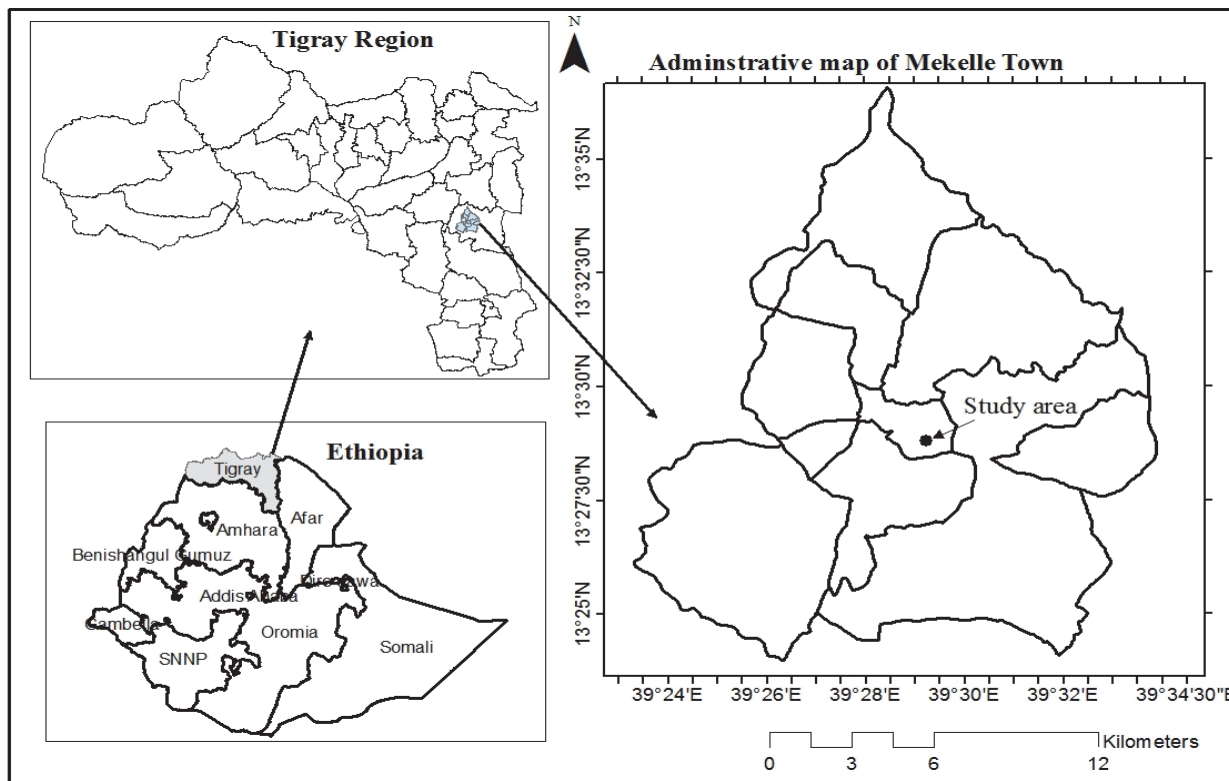 Tigray Region
N
Adminstrative map of Mekelle Town
13°35'N
13°32'30"N
13°30'N
13°27'30"N
13°25'N
Study area
39°24'E 39°26'E 39°28'E 39°30'E 39°32'E 39°34'30"E
Kilometers
0 3 6 12
Ethiopia
Tigray
Afar
Amhara
Benishangul Gumuz
Dire Dawa
Addis Ababa
Gambella
Oromia
SNNP
Somali